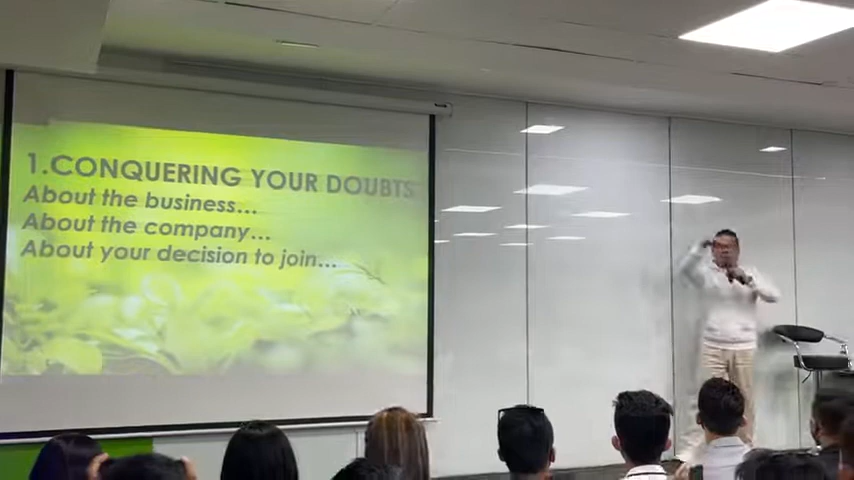 1.CONQUERING YOUR DOUBTS
About the business...
About the company...
About your decision to join...